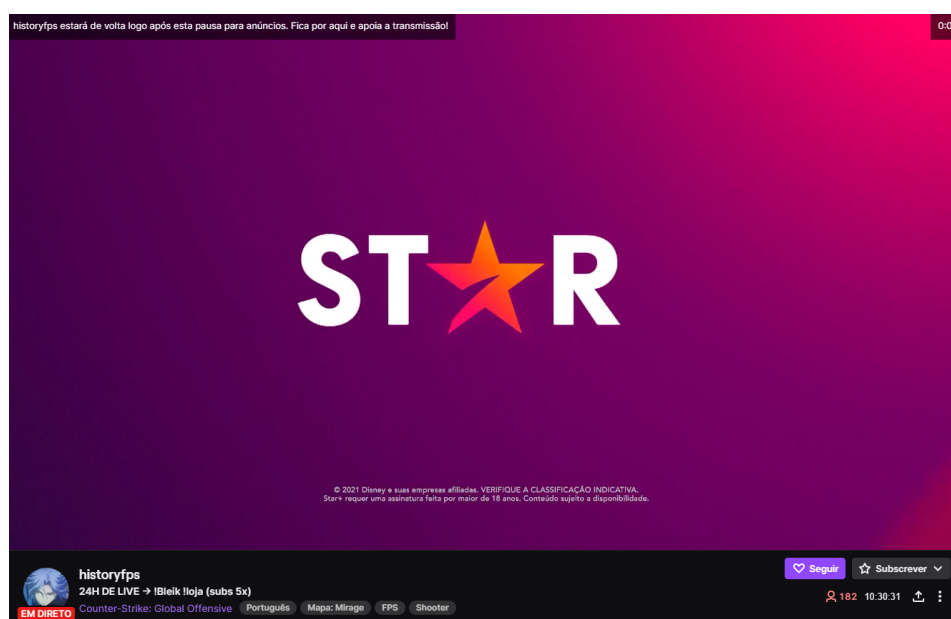 historyfps estará de volta logo após esta pausa para anúncios. Fica por aqui e apoia a transmissão!
ST★R
© 2021 Disney e suas empresas afiliadas. VERIFIQUE A CLASSIFICAÇÃO INDICATIVA.
Star+ requer uma assinatura feita por maior de 18 anos. Conteúdo sujeito a disponibilidade.
historyfps
Seguir
Subscrever
24H DE LIVE → !Bleik !loja (subs 5x)
EM DIRETO
Counter-Strike: Global Offensive Português Mapa: Mirage FPS Shooter
182 10:30:31